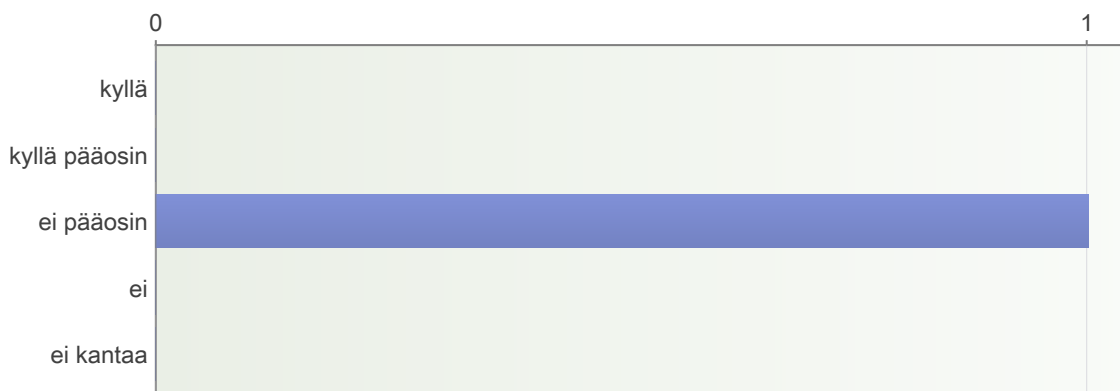 0 1
kyllä
kyllä pääosin
ei pääosin
ei
ei kantaa